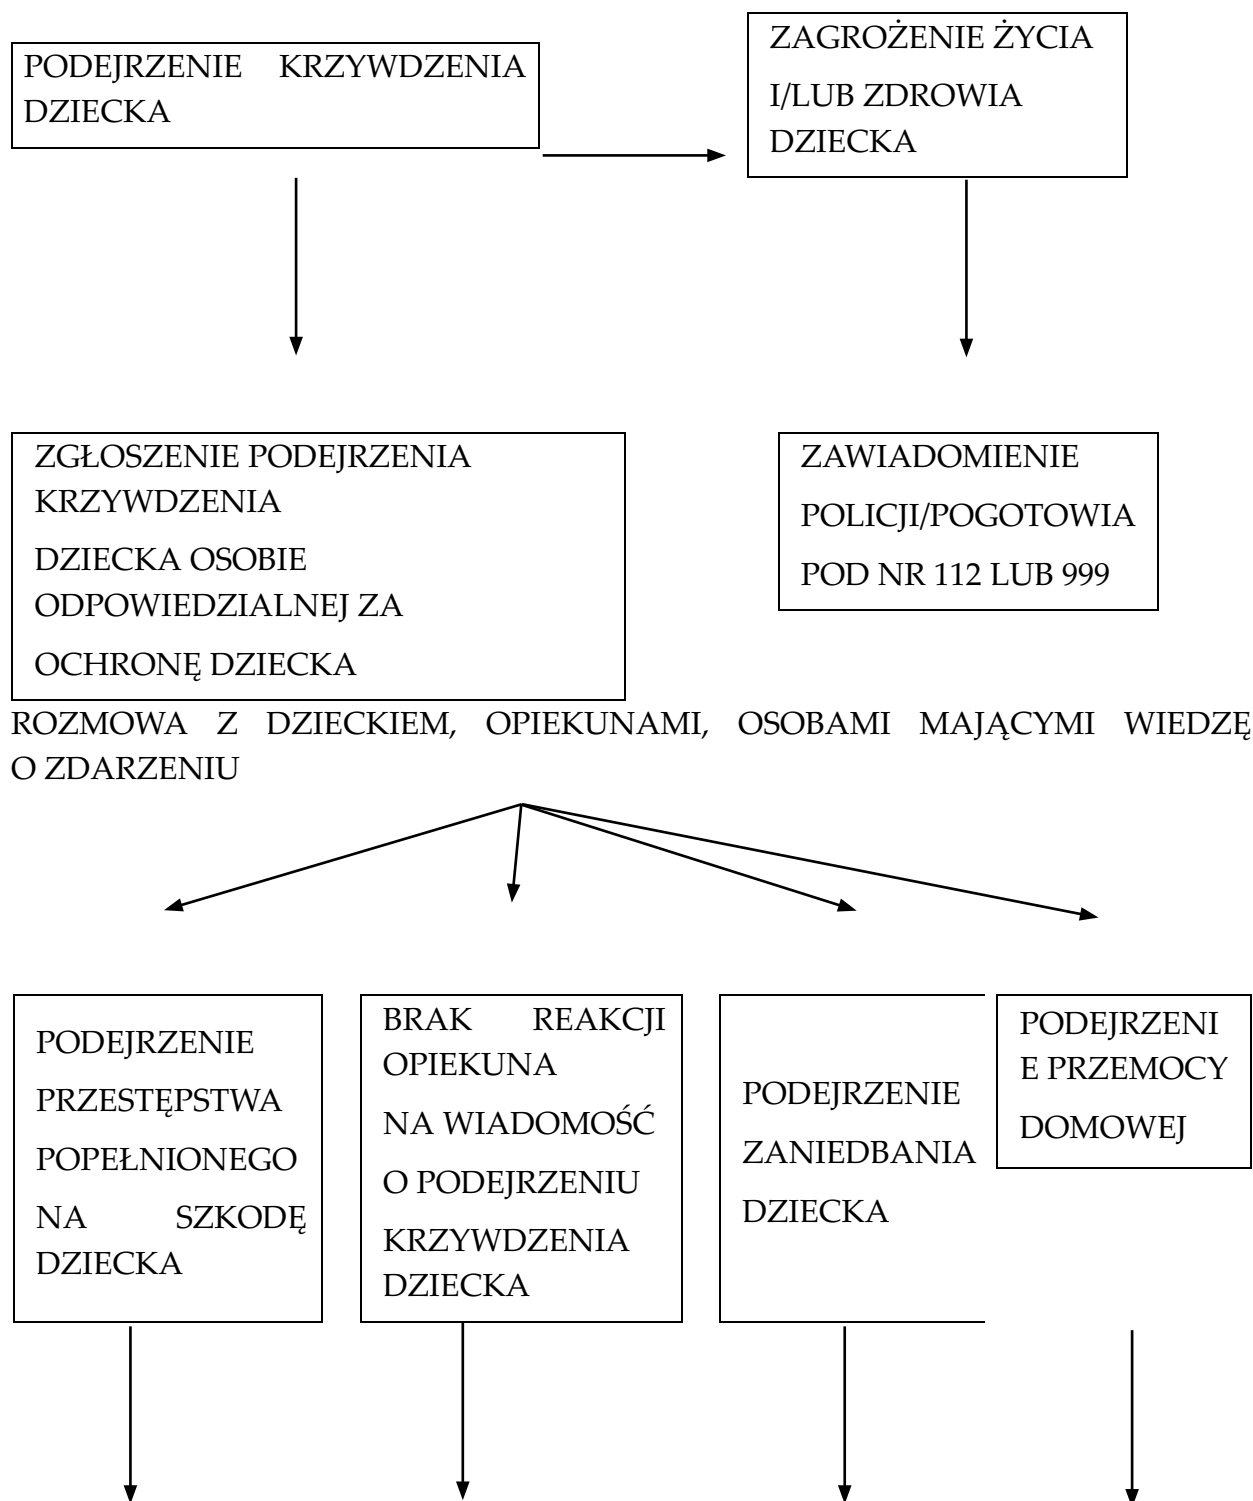 PODEJRZENIE KRZYWDZENIA
DZIECKA
ZAGROŻENIE ŻYCIA
I/LUB ZDROWIA
DZIECKA
ZGŁOSZENIE PODEJRZENIA
KRZYWDZENIA
DZIECKA OSOBIE
ODPOWIEDZIALNEJ ZA
OCHRONĘ DZIECKA
ZAWIADOMIENIE
POLICJI/POGOTOWIA
POD NR 112 LUB 999
ROZMOWA Z DZIECKIEM, OPIEKUNAMI, OSOBAMI MAJĄCYMI WIEDZĘ
O ZDARZENIU
PODEJRZENIE
PRZESTĘPSTWA
POPEŁNIONEGO
NA SZKODĘ
DZIECKA
BRAK REAKCJI
OPIEKUNA
NA WIADOMOŚĆ
O PODEJRZENIU
KRZYWDZENIA
DZIECKA
PODEJRZENIE
ZANIEDBANIA
DZIECKA
PODEJRZENI
E PRZEMOCY
DOMOWEJ